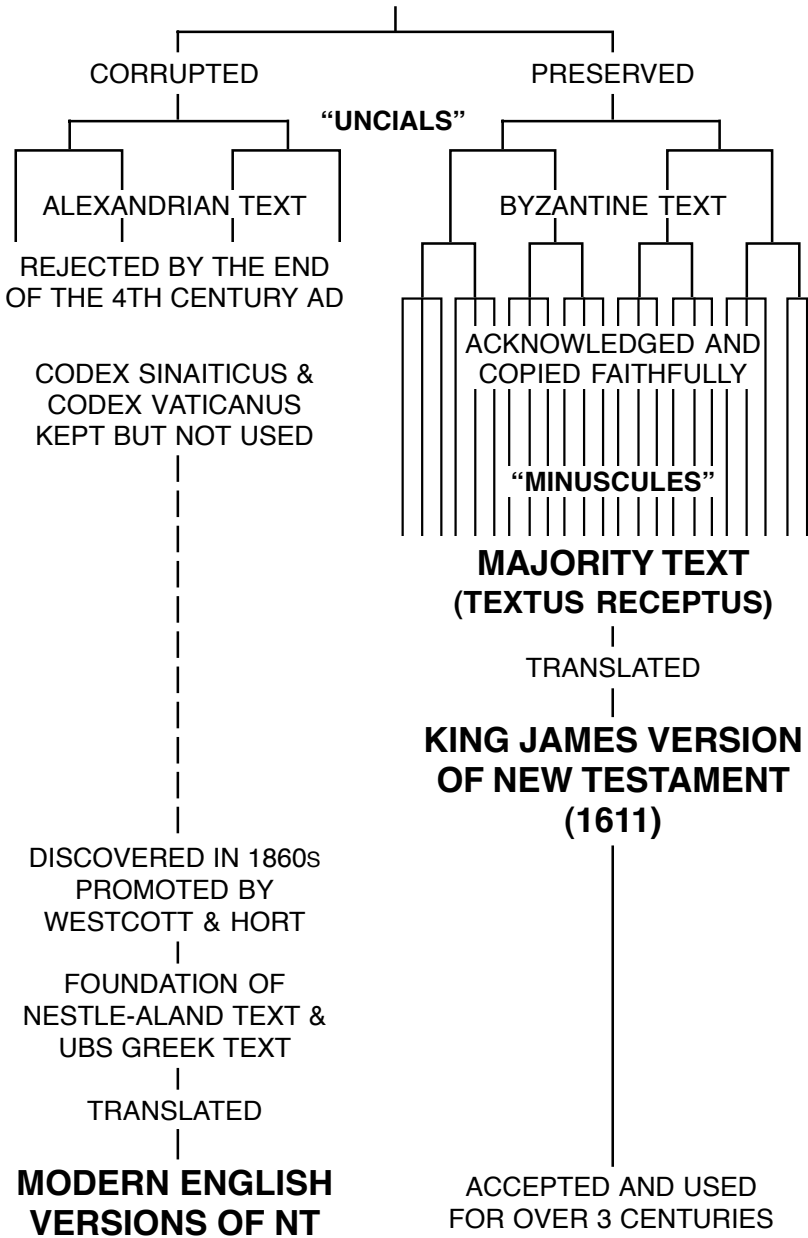 CORRUPTED
PRESERVED
“UNCIALS”
ALEXANDRIAN TEXT
BYZANTINE TEXT
REJECTED BY THE END
OF THE 4TH CENTURY AD
ACKNOWLEDGED AND
COPIED FAITHFULLY
CODEX SINAITICUS &
CODEX VATICANUS
KEPT BUT NOT USED
“MINUSCULES”
MAJORITY TEXT
(TEXTUS RECEPTUS)
TRANSLATED
KING JAMES VERSION
OF NEW TESTAMENT
(1611)
DISCOVERED IN 1860S
PROMOTED BY
WESTCOTT & HORT
FOUNDATION OF
NESTLE-ALAND TEXT &
UBS GREEK TEXT
TRANSLATED
MODERN ENGLISH
VERSIONS OF NT
ACCEPTED AND USED
FOR OVER 3 CENTURIES